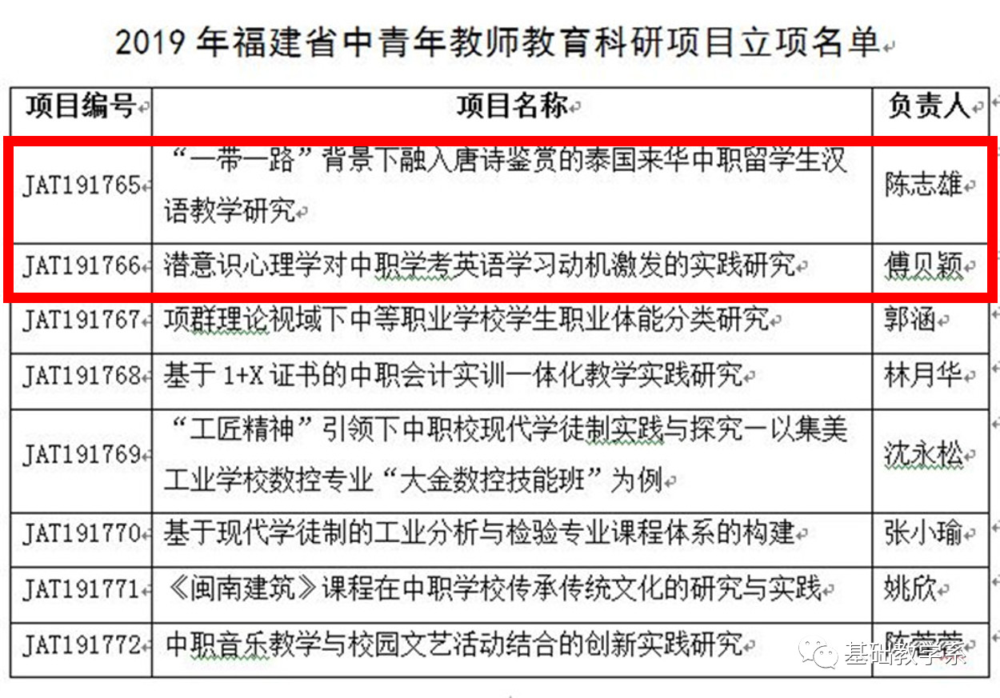 2019年福建省中青年教师教育科研项目立项名单
项目编号 项目名称 负责人
JAT191765 “一带一路”背景下融入唐诗鉴赏的泰国来华中职留学生汉语教学研究 陈志雄
JAT191766 潜意识心理学对中职学考英语学习动机激发的实践研究 傅贝颖
JAT191767 项群理论视域下中等职业学校学生职业体能分类研究 郭涵
JAT191768 基于1+X证书的中职会计实训一体化教学实践研究 林月华
JAT191769 “工匠精神”引领下中职校现代学徒制实践与探究一以集美工业学校数控专业“大金数控技能班”为例 沈永松
JAT191770 基于现代学徒制的工业分析与检验专业课程体系的构建 张小瑜
JAT191771 《闽南建筑》课程在中职学校传承传统文化的研究与实践 姚欣
JAT191772 中职音乐教学与校园文艺活动结合的创新实践研究
基础教学系